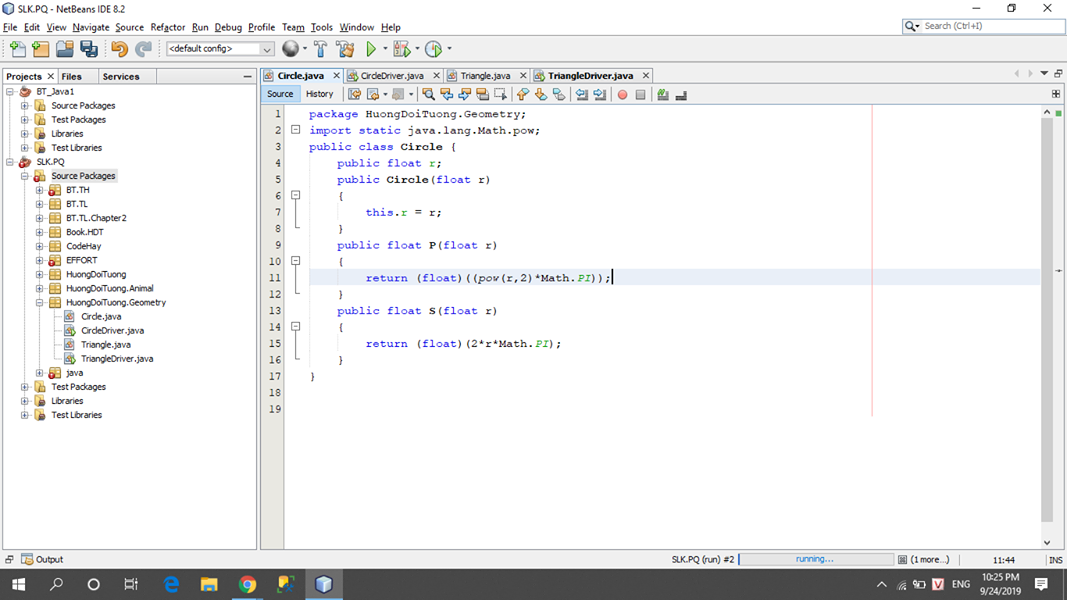 SLK.PQ - NetBeans IDE 8.2
File Edit View Navigate Source Refactor Run Debug Profile Team Tools Window Help
Search (Ctrl+I)
<default config>
Projects Files Services
Circle.java CircleDriver.java Triangle.java TriangleDriver.java
Source History
BT_Java1
Source Packages
Test Packages
Libraries
Test Libraries
SLK.PQ
Source Packages
BT.TH
BT.TL
BT.TL.Chapter2
Book.HDT
CodeHay
EFFORT
HuongDoiTuong
HuongDoiTuong.Animal
HuongDoiTuong.Geometry
Circle.java
CircleDriver.java
Triangle.java
TriangleDriver.java
java
Test Packages
Libraries
Test Libraries
1 package HuongDoiTuong.Geometry;
2 import static java.lang.Math.pow;
3 public class Circle {
4 public float r;
5 public Circle(float r)
6 {
7 this.r = r;
8 }
9 public float P(float r)
10 {
11 return (float)((pow(r,2)*Math.PI));
12 }
13 public float S(float r)
14 {
15 return (float)(2*r*Math.PI);
16 }
17 }
18
19
Output
SLK.PQ (run) #2 running... (1 more...) 11:44 INS
V ENG 10:25 PM
9/24/2019